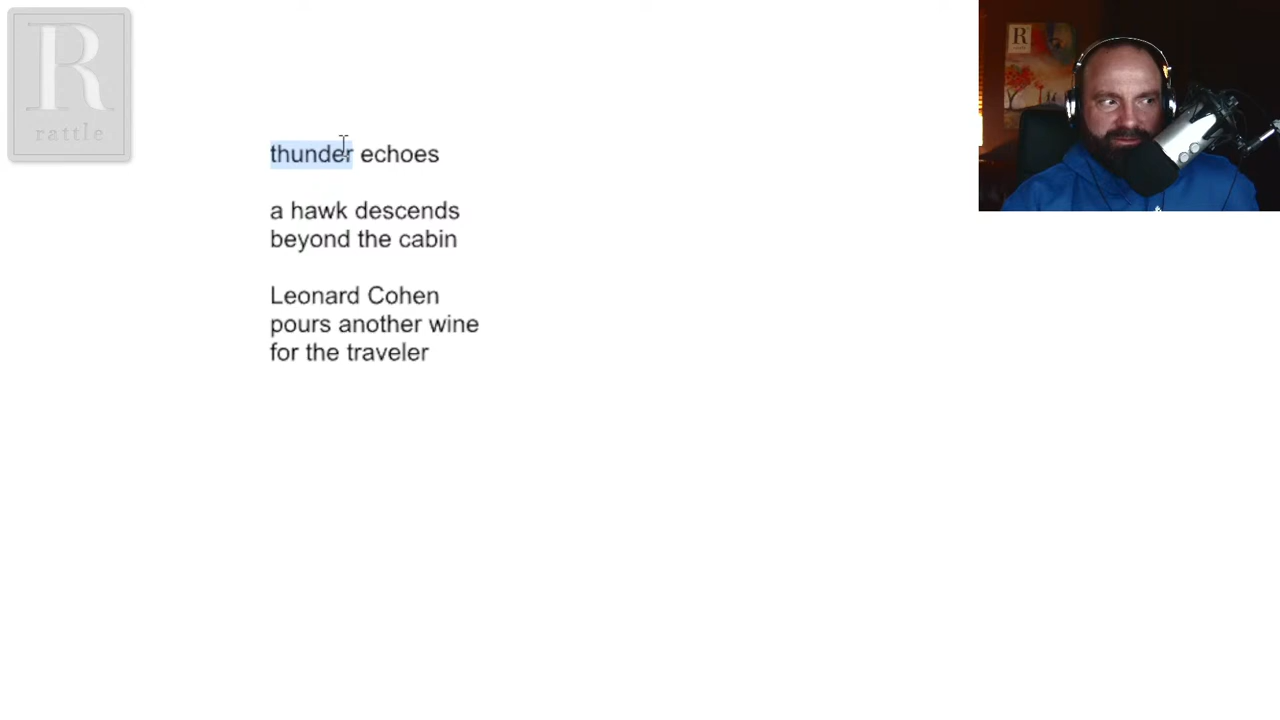 R
rattle
R
thunder echoes
a hawk descends
beyond the cabin
Leonard Cohen
pours another wine
for the traveler